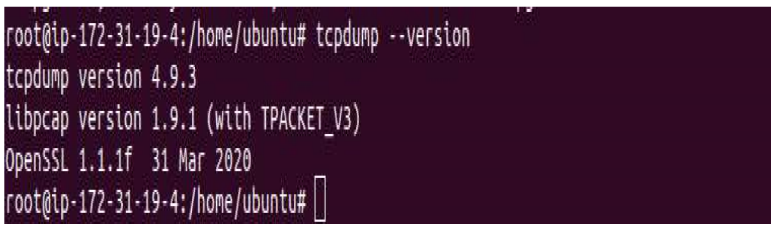 root@ip-172-31-19-4:/home/ubuntu# tcpdump --version
tcpdump version 4.9.3
libpcap version 1.9.1 (with TPACKET_V3)
OpenSSL 1.1.1f  31 Mar 2020
root@ip-172-31-19-4:/home/ubuntu#